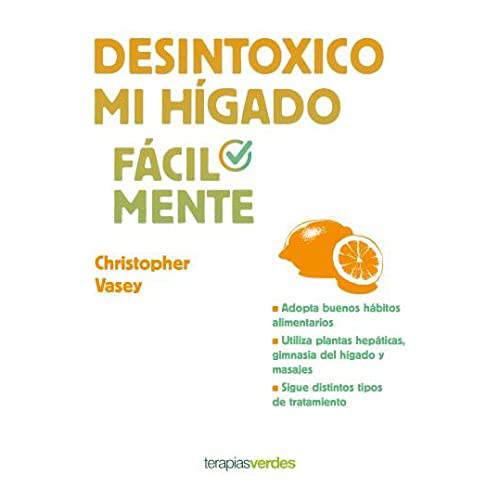 DESINTOXICO
MI HÍGADO
FÁCIL
MENTE
Christopher
Vasey
Adopta buenos hábitos
alimentarios
Utiliza plantas hepáticas,
gimnasia del hígado y
masajes
Sigue distintos tipos
de tratamiento
terapiasverdes